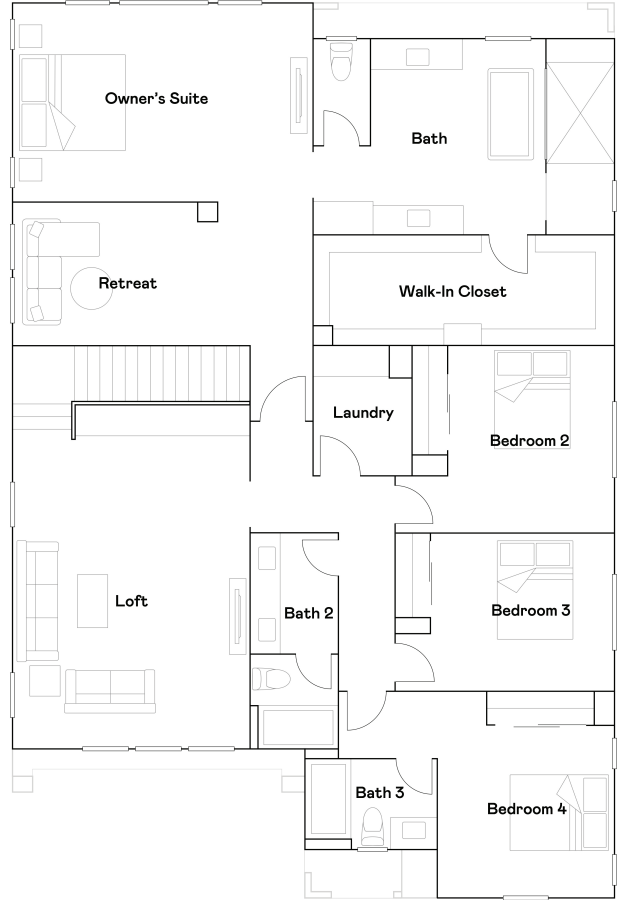 Owner's Suite
Bath
Retreat
Walk-In Closet
Laundry
Bedroom 2
Loft
Bath 2
Bedroom 3
Bath 3
Bedroom 4